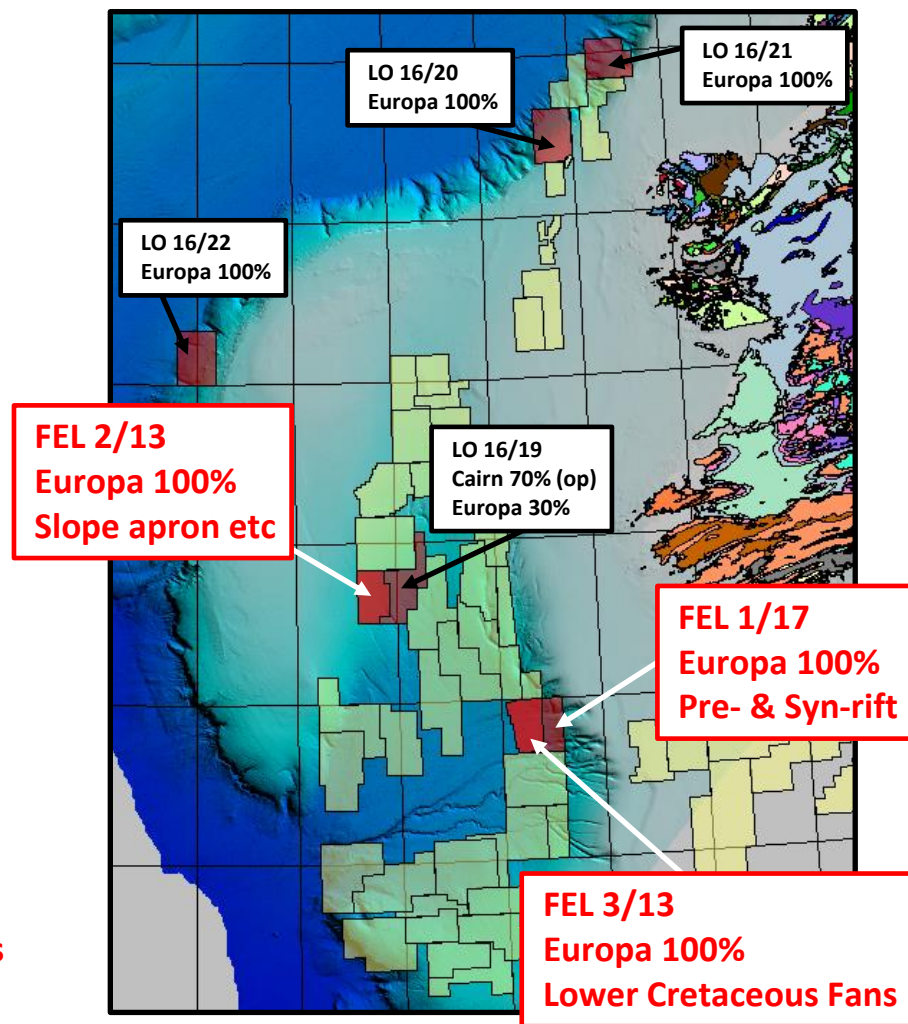 LO 16/21
Europa 100%
LO 16/20
Europa 100%
LO 16/22
Europa 100%
FEL 2/13
Europa 100%
Slope apron etc
LO 16/19
Cairn 70% (op)
Europa 30%
FEL 1/17
Europa 100%
Pre- & Syn-rift
FEL 3/13
Europa 100%
Lower Cretaceous Fans
s